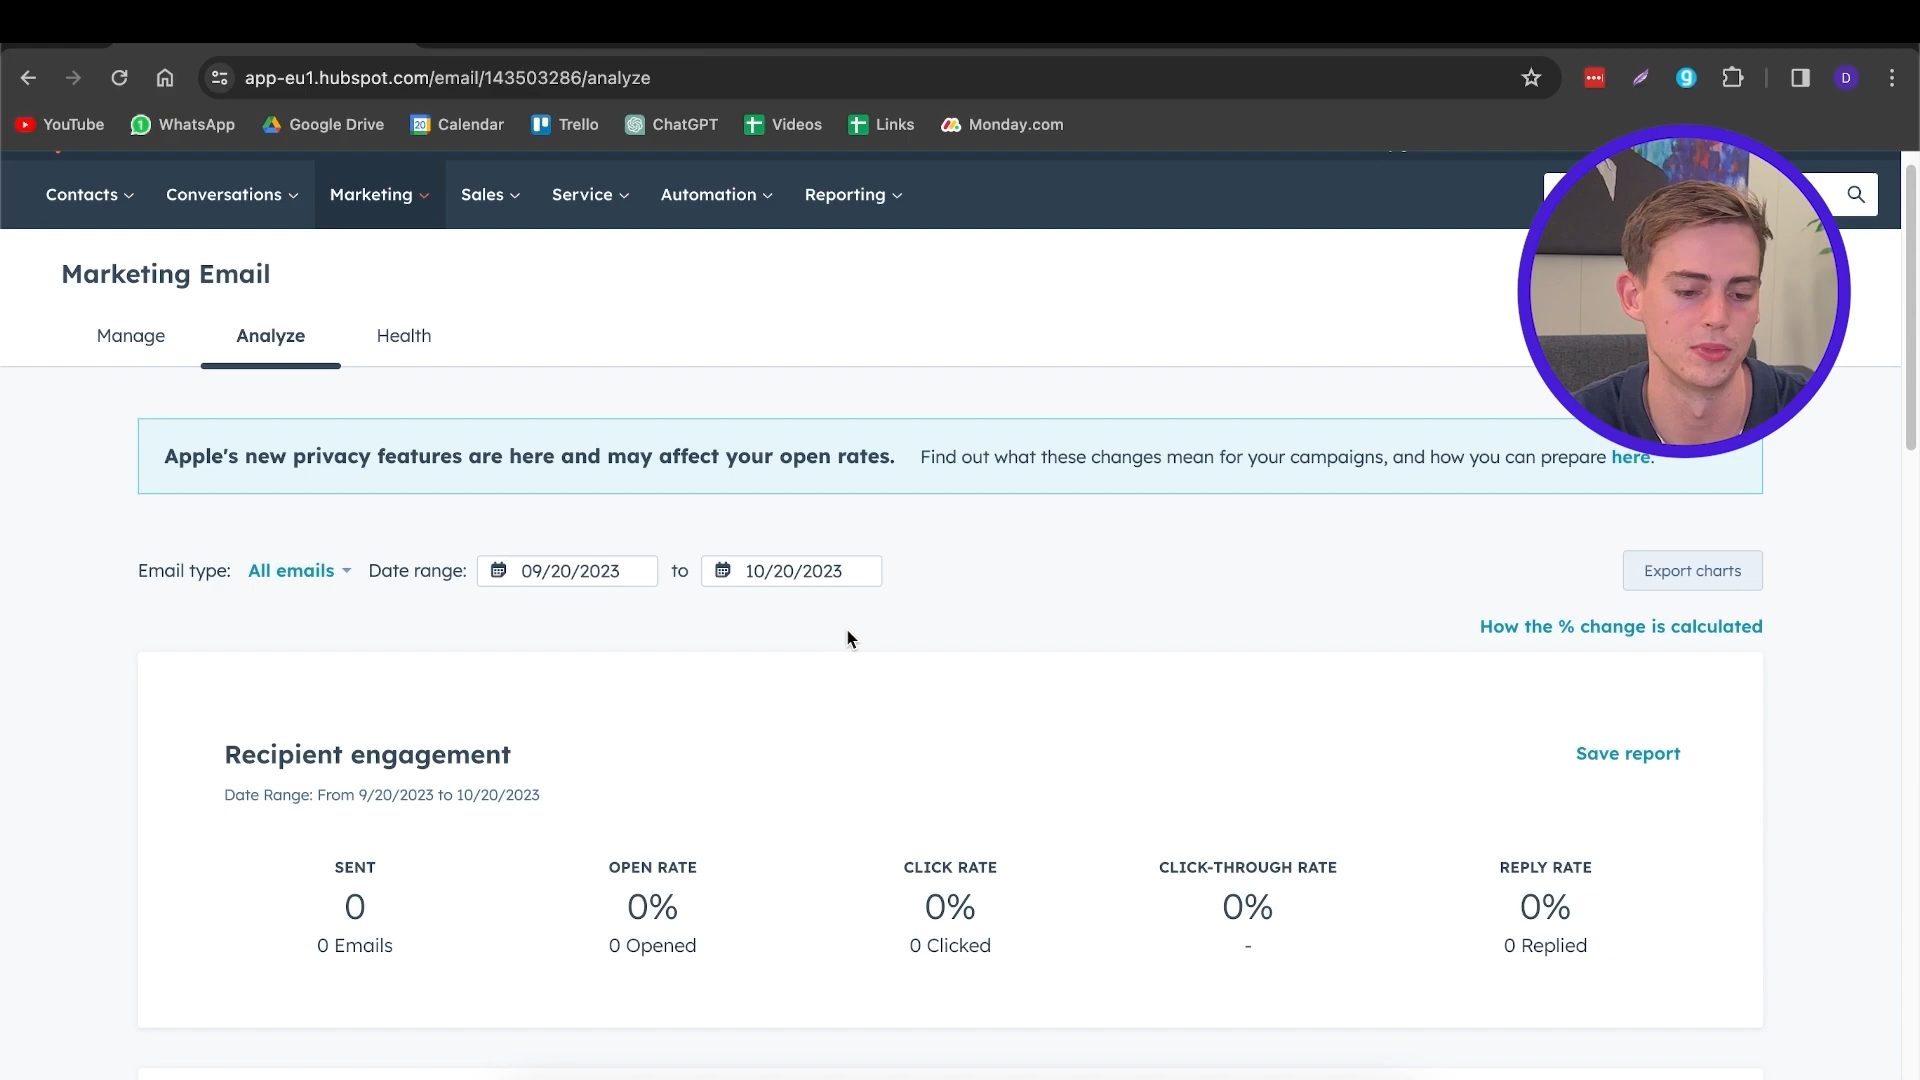 app-eu1.hubspot.com/email/143503286/analyze
D
YouTube WhatsApp Google Drive Calendar Trello ChatGPT Videos Links Monday.com
Contacts Conversations Marketing Sales Service Automation Reporting
Marketing Email
Manage Analyze Health
Apple's new privacy features are here and may affect your open rates. Find out what these changes mean for your campaigns, and how you can prepare here.
Email type: All emails Date range: 09/20/2023 to 10/20/2023 Export charts
How the % change is calculated
Recipient engagement Save report
Date Range: From 9/20/2023 to 10/20/2023
SENT OPEN RATE CLICK RATE CLICK-THROUGH RATE REPLY RATE
0 0% 0% 0% 0%
0 Emails 0 Opened 0 Clicked - 0 Replied